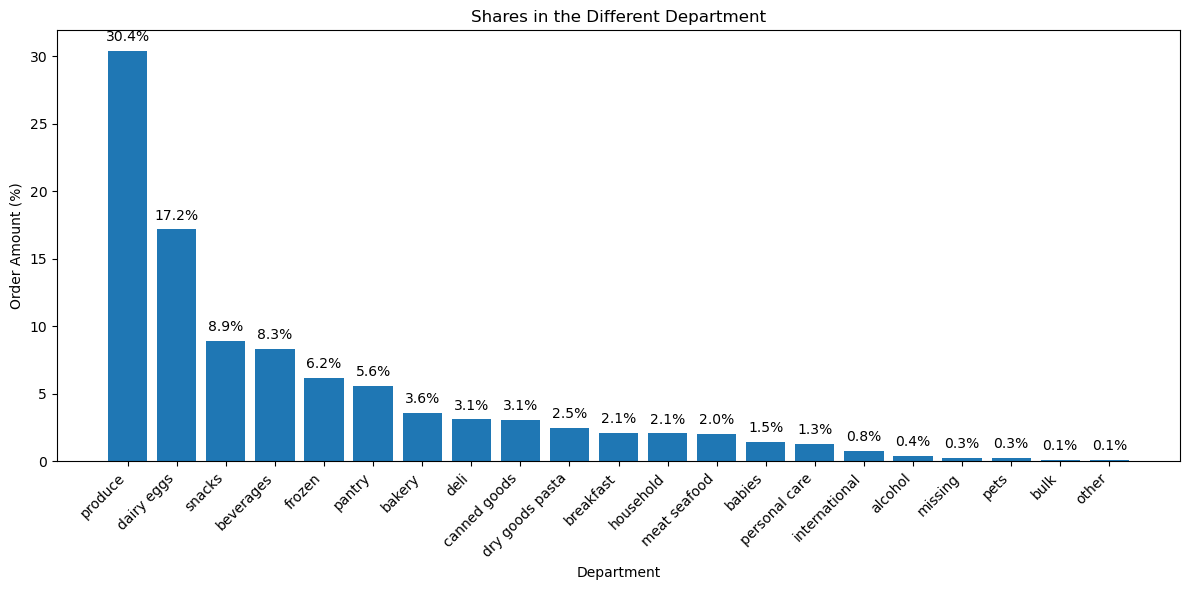 Shares in the Different Department
Order Amount (%)
30
25
20
15
10
5
0
30.4%
17.2%
8.9%
8.3%
6.2%
5.6%
3.6%
3.1%
3.1%
2.5%
2.1%
2.1%
2.0%
1.5%
1.3%
0.8%
0.4%
0.3%
0.3%
0.1%
0.1%
produce
dairy eggs
snacks
beverages
frozen
pantry
bakery
deli
canned goods
dry goods pasta
breakfast
household
meat seafood
babies
personal care
international
alcohol
missing
pets
bulk
other
Department